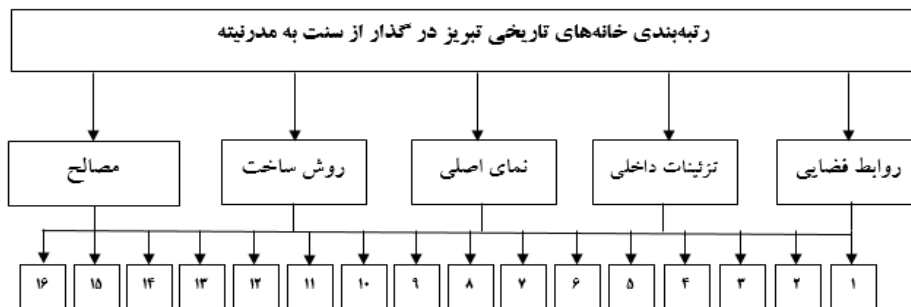 رتبه‌بندی خانه‌های تاریخی تبریز در گذار از سنت به مدرنیته
روابط فضایی تزئینات داخلی نمای اصلی روش ساخت مصالح
۱ ۲ ۳ ۴ ۵ ۶ ۷ ۸ ۹ ۱۰ ۱۱ ۱۲ ۱۳ ۱۴ ۱۵ ۱۶